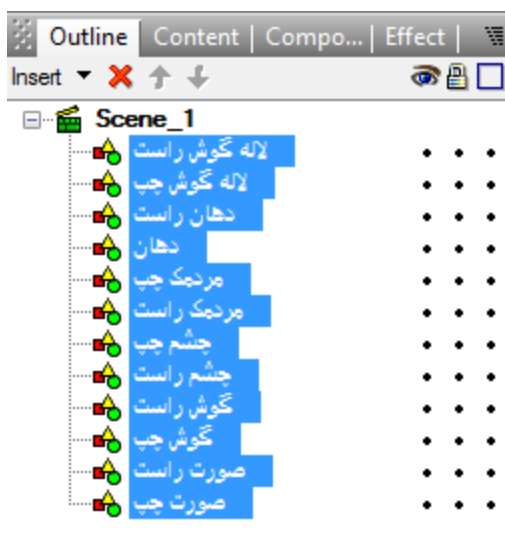 Outline Content Compo... Effect
Insert
Scene_1
لاله گوش راست
لاله گوش چپ
دهان راست
دهان
مردمک چپ
مردمک راست
چشم چپ
چشم راست
گوش راست
گوش چپ
صورت راست
صورت چپ